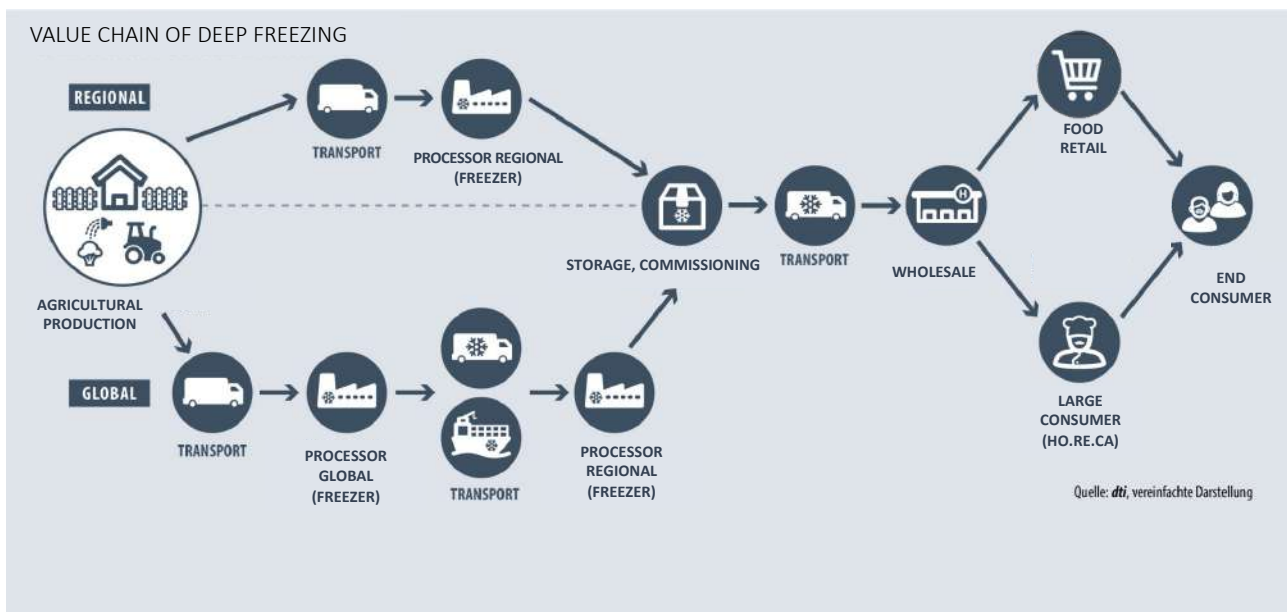 VALUE CHAIN OF DEEP FREEZING
REGIONAL
TRANSPORT
PROCESSOR REGIONAL
(FREEZER)
AGRICULTURAL
PRODUCTION
STORAGE, COMMISSIONING
TRANSPORT
H
WHOLESALE
FOOD
RETAIL
END
CONSUMER
LARGE
CONSUMER
(HO.RE.CA)
GLOBAL
TRANSPORT
PROCESSOR
GLOBAL
(FREEZER)
TRANSPORT
PROCESSOR
REGIONAL
(FREEZER)
Quelle: dti, vereinfachte Darstellung